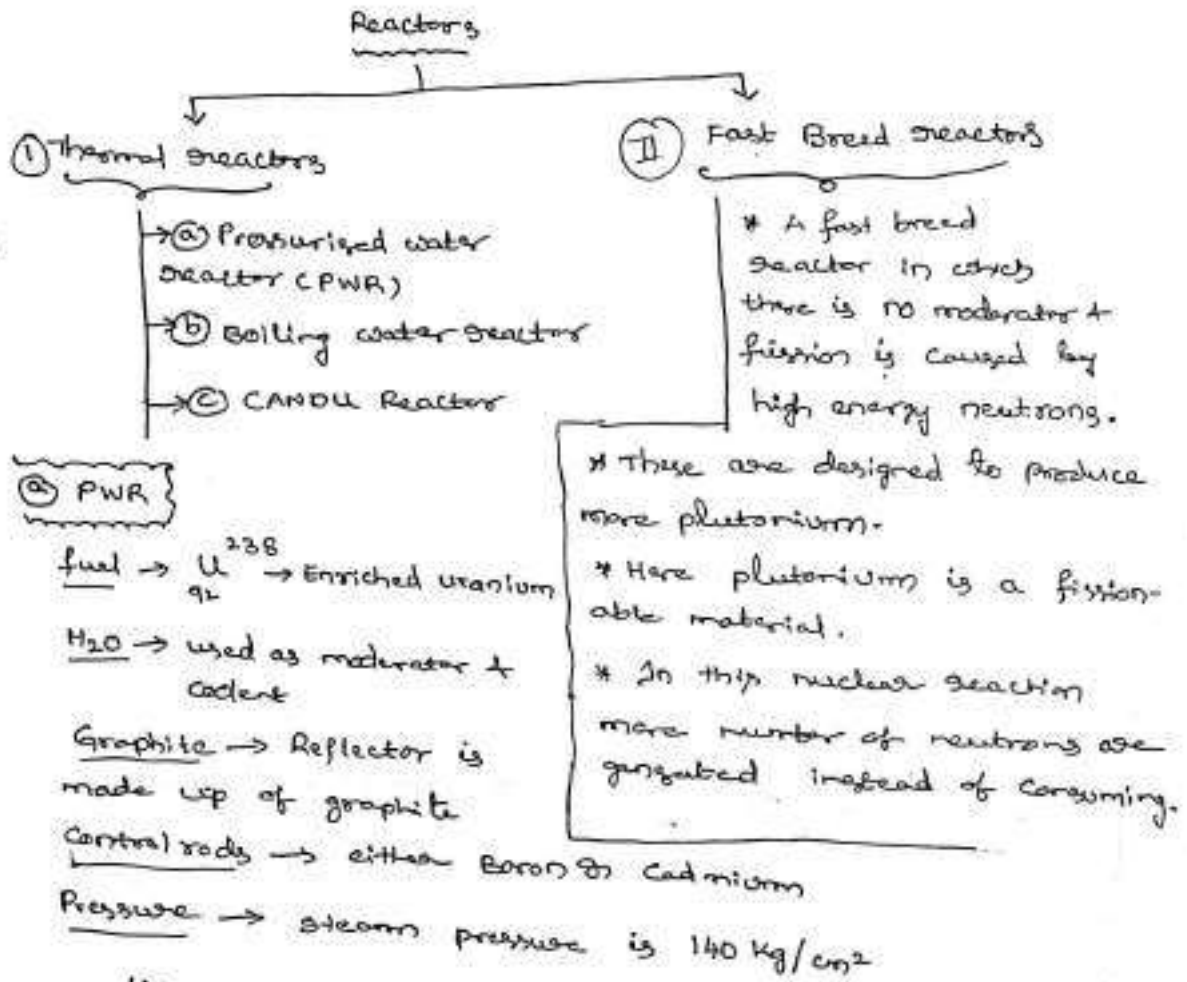 Reactors
① Thermal reactors
→ⓐ Pressurized water
reactor (PWR)
→ⓑ Boiling water reactor
→ⓒ CANDU Reactor
ⓐ PWR
fuel → ₉₂U²³⁸ → Enriched uranium
H₂O → used as moderator &
coolent
Graphite → Reflector is
made up of graphite
Control rods → either Boron or Cadmium
Pressure → steam pressure is 140 kg/cm²
Ⅱ Fast Breed reactors
* A fast breed
reactor in which
there is no moderator &
fission is caused by
high energy neutrons.
* These are designed to produce
more plutonium.
* Here plutonium is a fission-
able material.
* In this nuclear reaction
more number of neutrons are
generated instead of consuming.